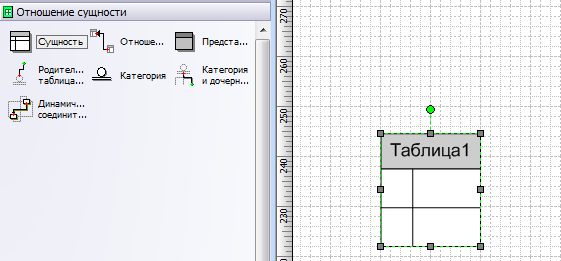 Отношение сущности
Сущность
Отноше...
Предста...
Родител...
таблица...
Категория
Категория
и дочерн...
Динамич...
соединит...
270
260
250
240
230
Таблица1